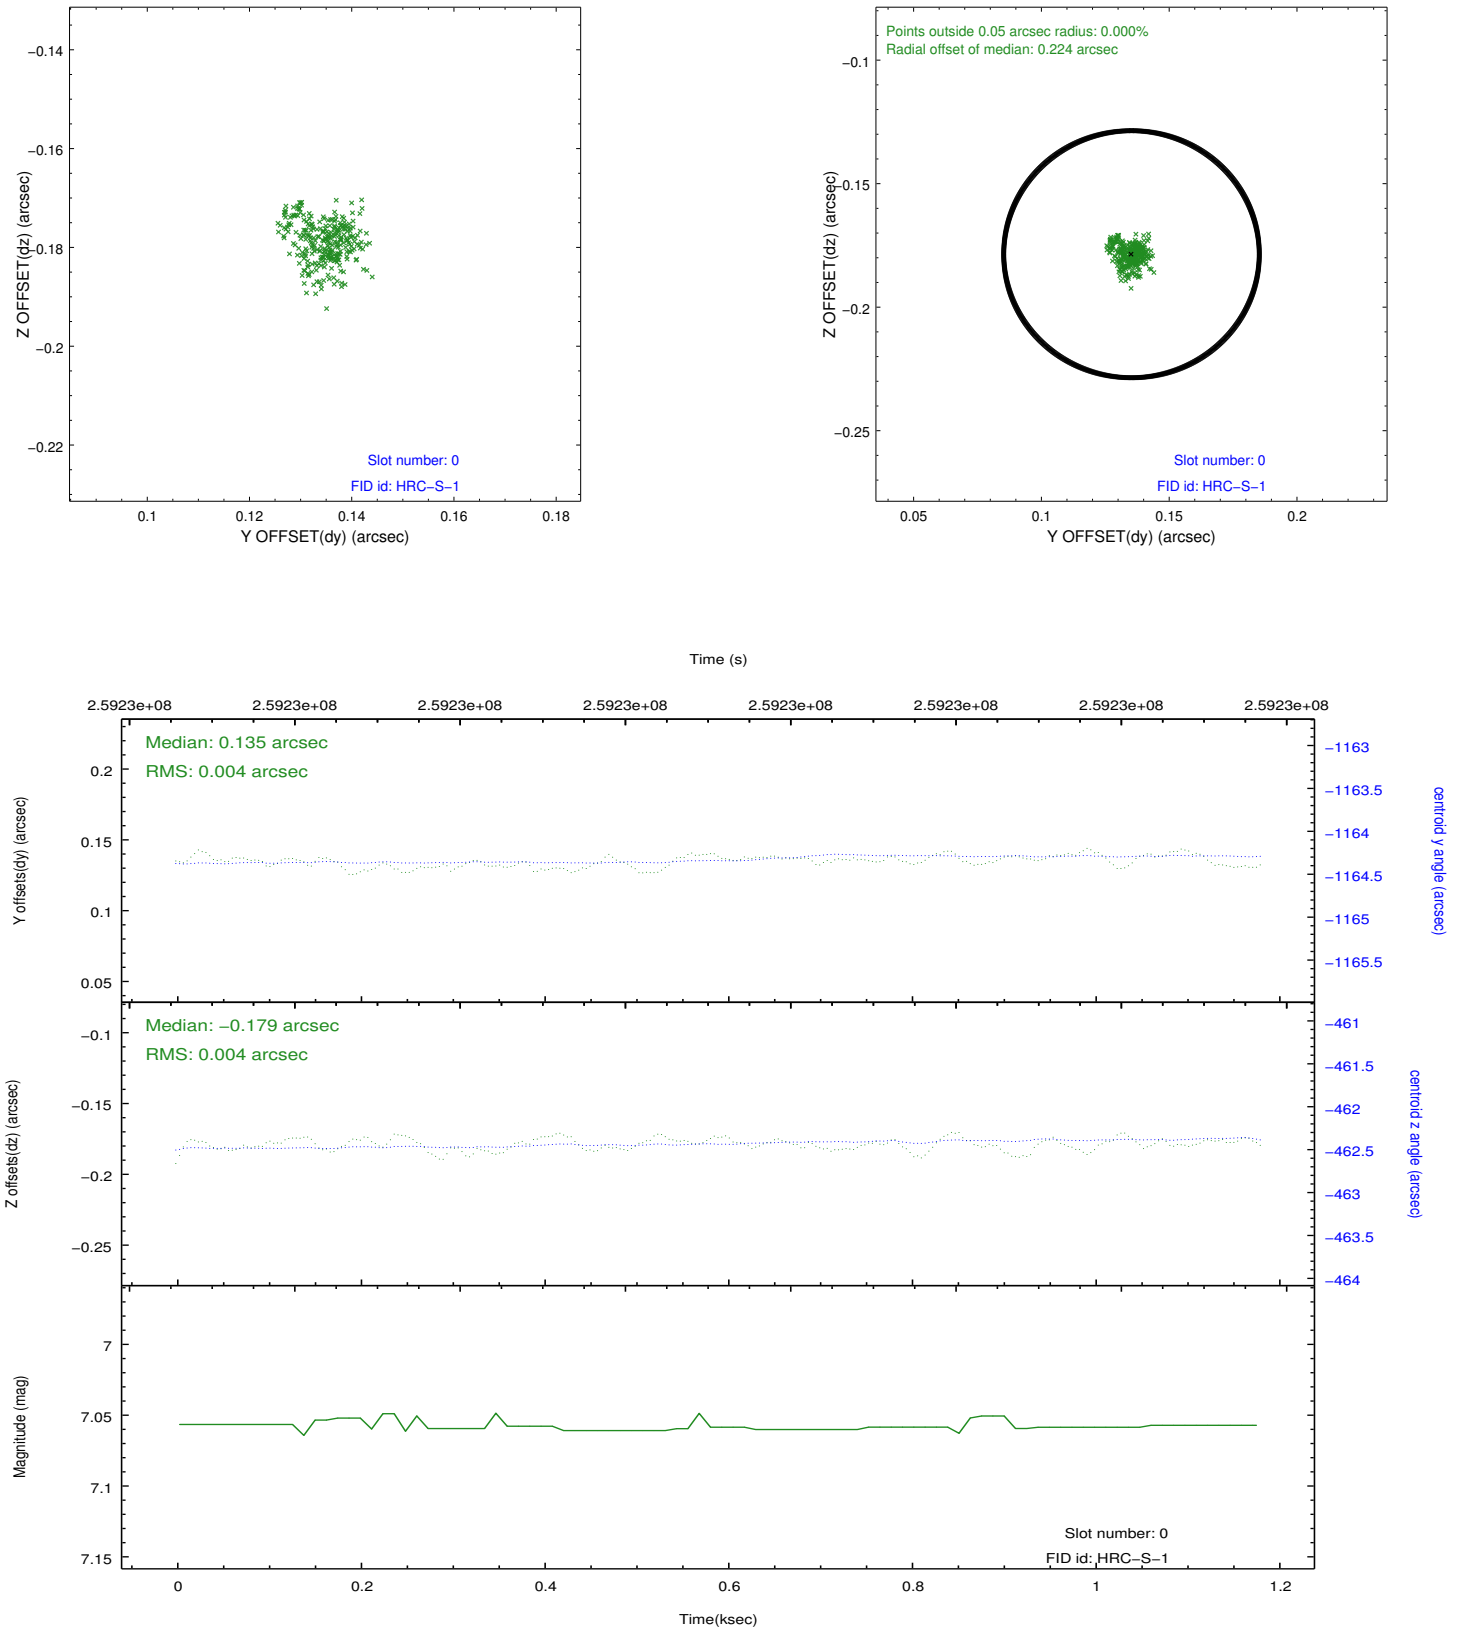 −0.14
−0.16
−0.18
−0.2
−0.22
Z OFFSET(dz) (arcsec)
Slot number: 0
FID id: HRC−S−1
0.1 0.12 0.14 0.16 0.18
Y OFFSET(dy) (arcsec)
Points outside 0.05 arcsec radius: 0.000%
Radial offset of median: 0.224 arcsec
−0.1
−0.15
−0.2
−0.25
Z OFFSET(dz) (arcsec)
Slot number: 0
FID id: HRC−S−1
0.05 0.1 0.15 0.2
Y OFFSET(dy) (arcsec)
Time (s)
2.5923e+08 2.5923e+08 2.5923e+08 2.5923e+08 2.5923e+08 2.5923e+08 2.5923e+08 2.5923e+08
Median: 0.135 arcsec
RMS: 0.004 arcsec
0.2
0.15
0.1
0.05
Y offsets(dy) (arcsec)
−1163
−1163.5
−1164
−1164.5
−1165
−1165.5
centroid y angle (arcsec)
Median: −0.179 arcsec
RMS: 0.004 arcsec
−0.1
−0.15
−0.2
−0.25
Z offsets(dz) (arcsec)
−461
−461.5
−462
−462.5
−463
−463.5
−464
centroid z angle (arcsec)
7
7.05
7.1
7.15
Magnitude (mag)
Slot number: 0
FID id: HRC−S−1
0 0.2 0.4 0.6 0.8 1 1.2
Time(ksec)